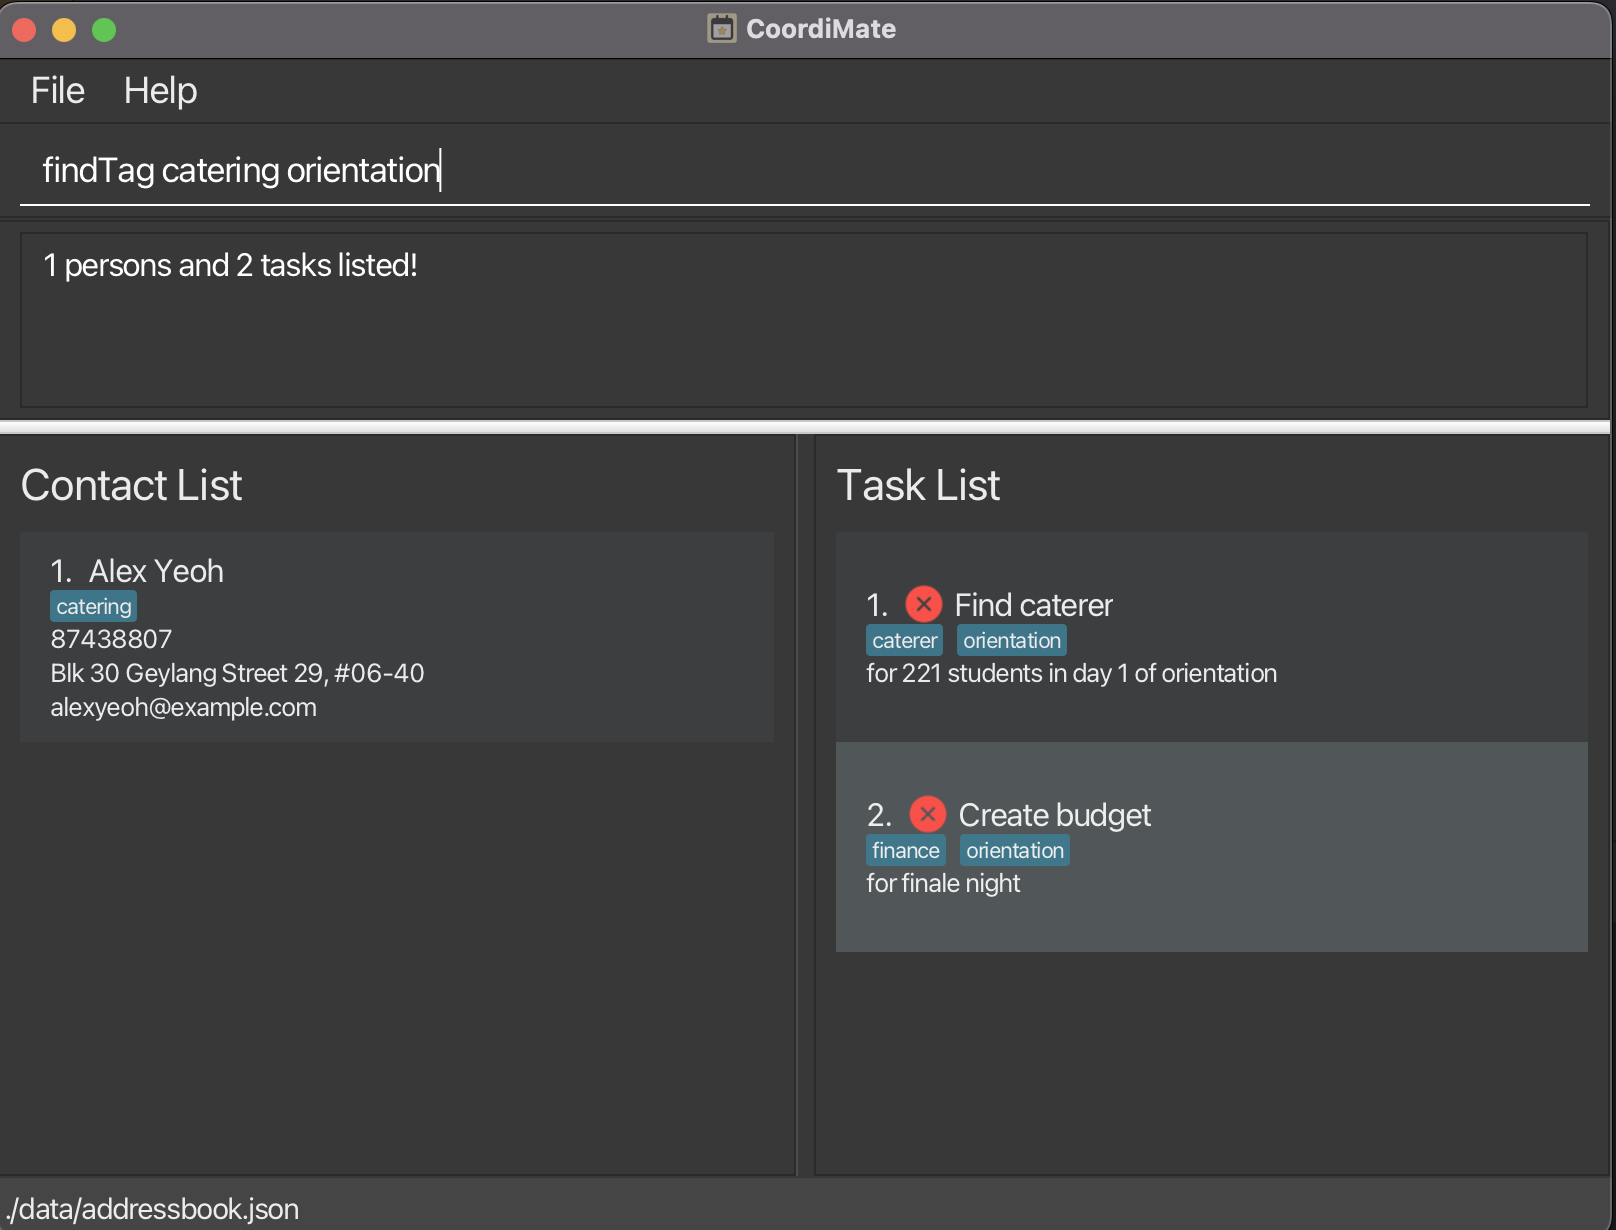 CoordiMate
File Help
findTag catering orientation
1 persons and 2 tasks listed!
Contact List
1. Alex Yeoh
catering
87438807
Blk 30 Geylang Street 29, #06-40
alexyeoh@example.com
Task List
1. Find caterer
caterer orientation
for 221 students in day 1 of orientation
2. Create budget
finance orientation
for finale night
./data/addressbook.json